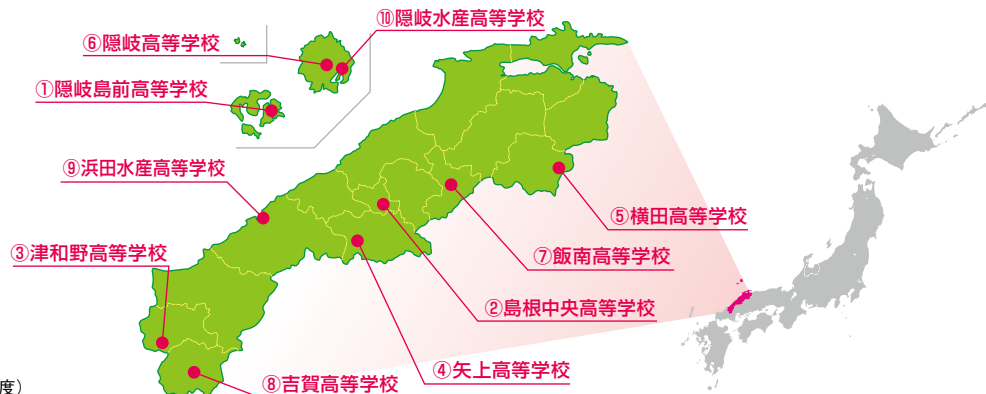 ⑩隠岐水産高等学校
⑥隠岐高等学校
①隠岐島前高等学校
⑨浜田水産高等学校
⑤横田高等学校
③津和野高等学校
⑦飯南高等学校
②島根中央高等学校
④矢上高等学校
⑧吉賀高等学校
度）